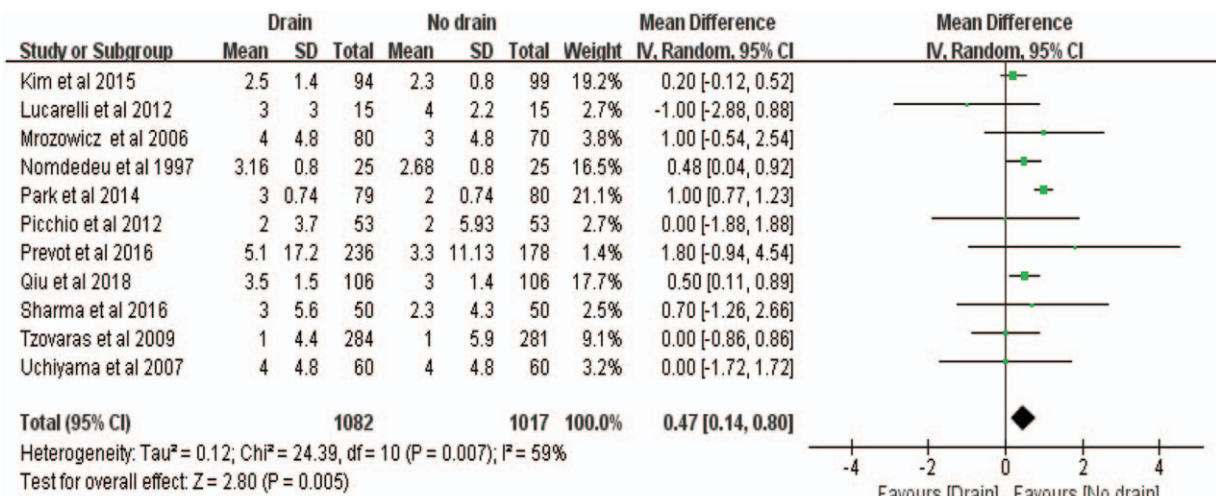 Drain No drain Mean Difference Mean Difference
Study or Subgroup Mean SD Total Mean SD Total Weight IV, Random, 95% CI IV, Random, 95% CI
Kim et al 2015 2.5 1.4 94 2.3 0.8 99 19.2% 0.20 [-0.12, 0.52]
Lucarelli et al 2012 3 3 15 4 2.2 15 2.7% -1.00 [-2.88, 0.88]
Mrozowicz et al 2006 4 4.8 80 3 4.8 70 3.8% 1.00 [-0.54, 2.54]
Nomdedeu et al 1997 3.16 0.8 25 2.68 0.8 25 16.5% 0.48 [0.04, 0.92]
Park et al 2014 3 0.74 79 2 0.74 80 21.1% 1.00 [0.77, 1.23]
Picchio et al 2012 2 3.7 53 2 5.93 53 2.7% 0.00 [-1.88, 1.88]
Prevot et al 2016 5.1 17.2 236 3.3 11.13 178 1.4% 1.80 [-0.94, 4.54]
Qiu et al 2018 3.5 1.5 106 3 1.4 106 17.7% 0.50 [0.11, 0.89]
Sharma et al 2016 3 5.6 50 2.3 4.3 50 2.5% 0.70 [-1.26, 2.66]
Tzovaras et al 2009 1 4.4 284 1 5.9 281 9.1% 0.00 [-0.86, 0.86]
Uchiyama et al 2007 4 4.8 60 4 4.8 60 3.2% 0.00 [-1.72, 1.72]
Total (95% CI) 1082 1017 100.0% 0.47 [0.14, 0.80]
Heterogeneity: Tau² = 0.12; Chi² = 24.39, df = 10 (P = 0.007); I² = 59%
Test for overall effect: Z = 2.80 (P = 0.005)
-4 -2 0 2 4
Favours [Drain] Favours [No drain]